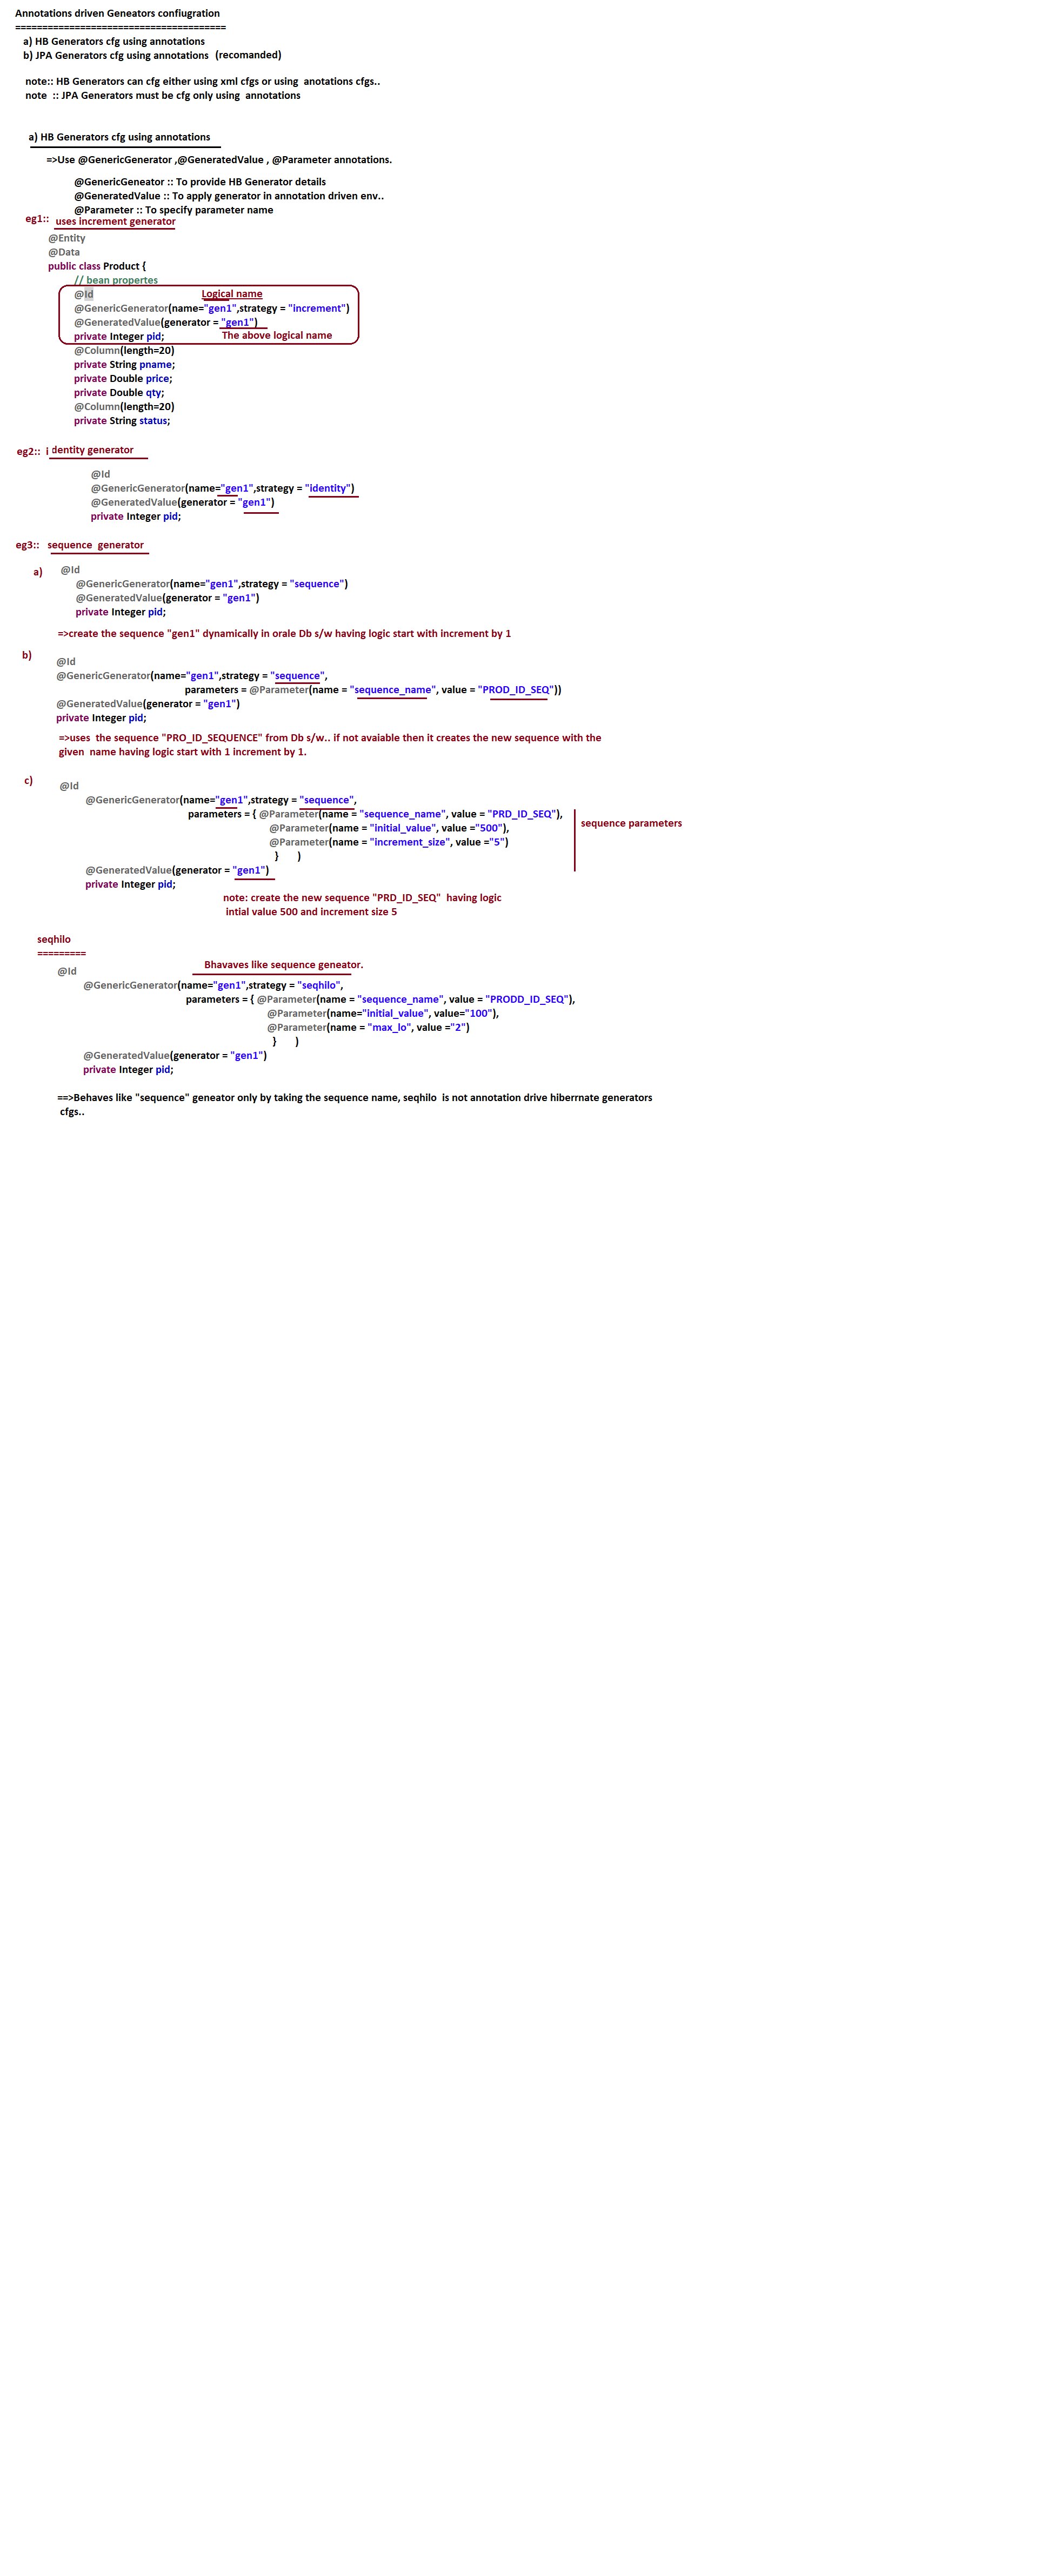 Annotations driven Geneators confiugration
=======================================
a) HB Generators cfg using annotations
b) JPA Generators cfg using annotations (recomanded)
note:: HB Generators can cfg either using xml cfgs or using anotations cfgs..
note :: JPA Generators must be cfg only using annotations
a) HB Generators cfg using annotations
=>Use @GenericGenerator ,@GeneratedValue , @Parameter annotations.
@GenericGeneator :: To provide HB Generator details
@GeneratedValue :: To apply generator in annotation driven env..
@Parameter :: To specify parameter name
eg1:: uses increment generator
@Entity
@Data
public class Product {
// bean propertes
@Id Logical name
@GenericGenerator(name="gen1",strategy = "increment")
@GeneratedValue(generator = "gen1")
private Integer pid; The above logical name
@Column(length=20)
private String pname;
private Double price;
private Double qty;
@Column(length=20)
private String status;
eg2:: i dentity generator
@Id
@GenericGenerator(name="gen1",strategy = "identity")
@GeneratedValue(generator = "gen1")
private Integer pid;
eg3:: sequence generator
a) @Id
@GenericGenerator(name="gen1",strategy = "sequence")
@GeneratedValue(generator = "gen1")
private Integer pid;
=>create the sequence "gen1" dynamically in orale Db s/w having logic start with increment by 1
b)
@Id
@GenericGenerator(name="gen1",strategy = "sequence",
parameters = @Parameter(name = "sequence_name", value = "PROD_ID_SEQ"))
@GeneratedValue(generator = "gen1")
private Integer pid;
=>uses the sequence "PRO_ID_SEQUENCE" from Db s/w.. if not avaiable then it creates the new sequence with the
given name having logic start with 1 increment by 1.
c)
@Id
@GenericGenerator(name="gen1",strategy = "sequence",
parameters = { @Parameter(name = "sequence_name", value = "PRD_ID_SEQ"),
sequence parameters
@Parameter(name = "initial_value", value ="500"),
@Parameter(name = "increment_size", value ="5")
} )
@GeneratedValue(generator = "gen1")
private Integer pid;
note: create the new sequence "PRD_ID_SEQ" having logic
intial value 500 and increment size 5
seqhilo
=========
Bhavaves like sequence geneator.
@Id
@GenericGenerator(name="gen1",strategy = "seqhilo",
parameters = { @Parameter(name = "sequence_name", value = "PRODD_ID_SEQ"),
@Parameter(name="initial_value", value="100"),
@Parameter(name = "max_lo", value ="2")
} )
@GeneratedValue(generator = "gen1")
private Integer pid;
==>Behaves like "sequence" geneator only by taking the sequence name, seqhilo is not annotation drive hiberrnate generators
cfgs..